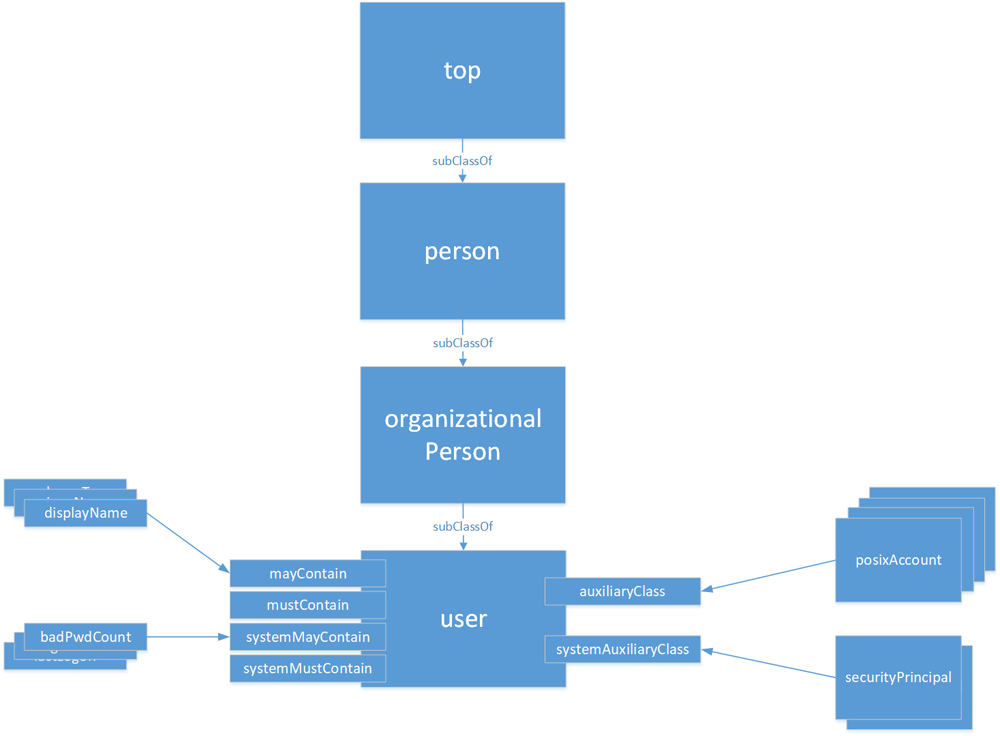 top
subClassOf
person
subClassOf
organizational
Person
subClassOf
displayName
mayContain
mustContain
badPwdCount
systemMayContain
systemMustContain
user
auxiliaryClass
systemAuxiliaryClass
posixAccount
securityPrincipal